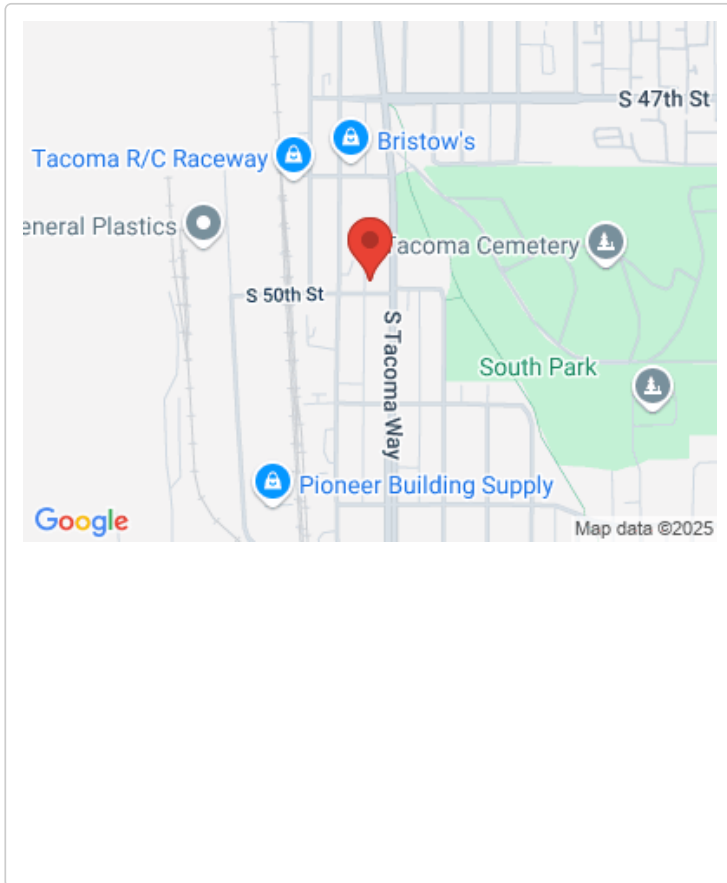 S 47th St
Bristow's
Tacoma R/C Raceway
eneral Plastics
Tacoma Cemetery
S 50th St
S Tacoma Way
South Park
Pioneer Building Supply
Google
Map data ©2025